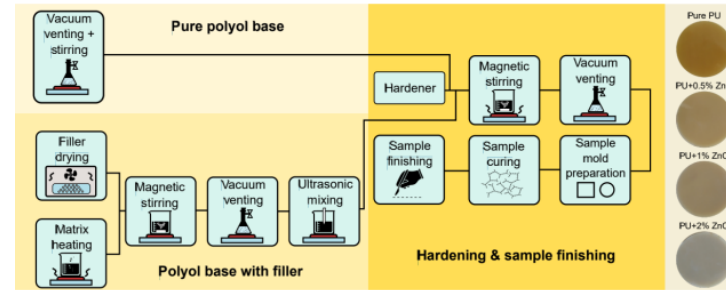 Pure polyol base
Vacuum
venting +
stirring
Hardener
Magnetic
stirring
Vacuum
venting
Filler
drying
Matrix
heating
Magnetic
stirring
Vacuum
venting
Ultrasonic
mixing
Polyol base with filler
Sample
finishing
Sample
curing
Sample
mold
preparation
Hardening & sample finishing
Pure PU
PU+0.5% Zn
PU+1% ZnO
PU+2% ZnO